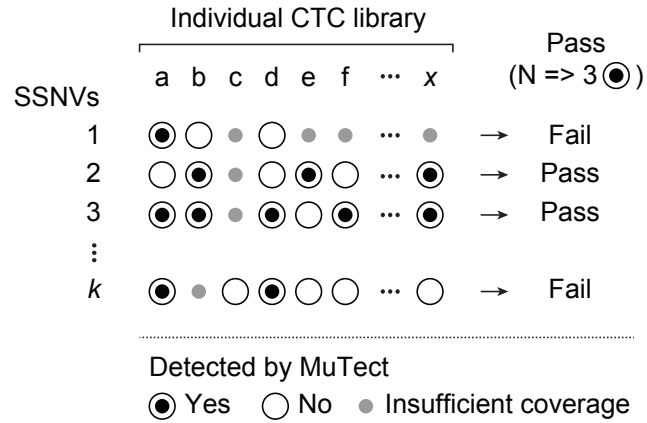 Individual CTC library
Pass
(N => 3 )
SSNVs a b c d e f ··· x
1 ··· → Fail
2 ··· → Pass
3 ··· → Pass
⋮
k ··· → Fail
Detected by MuTect
Yes No Insufficient coverage